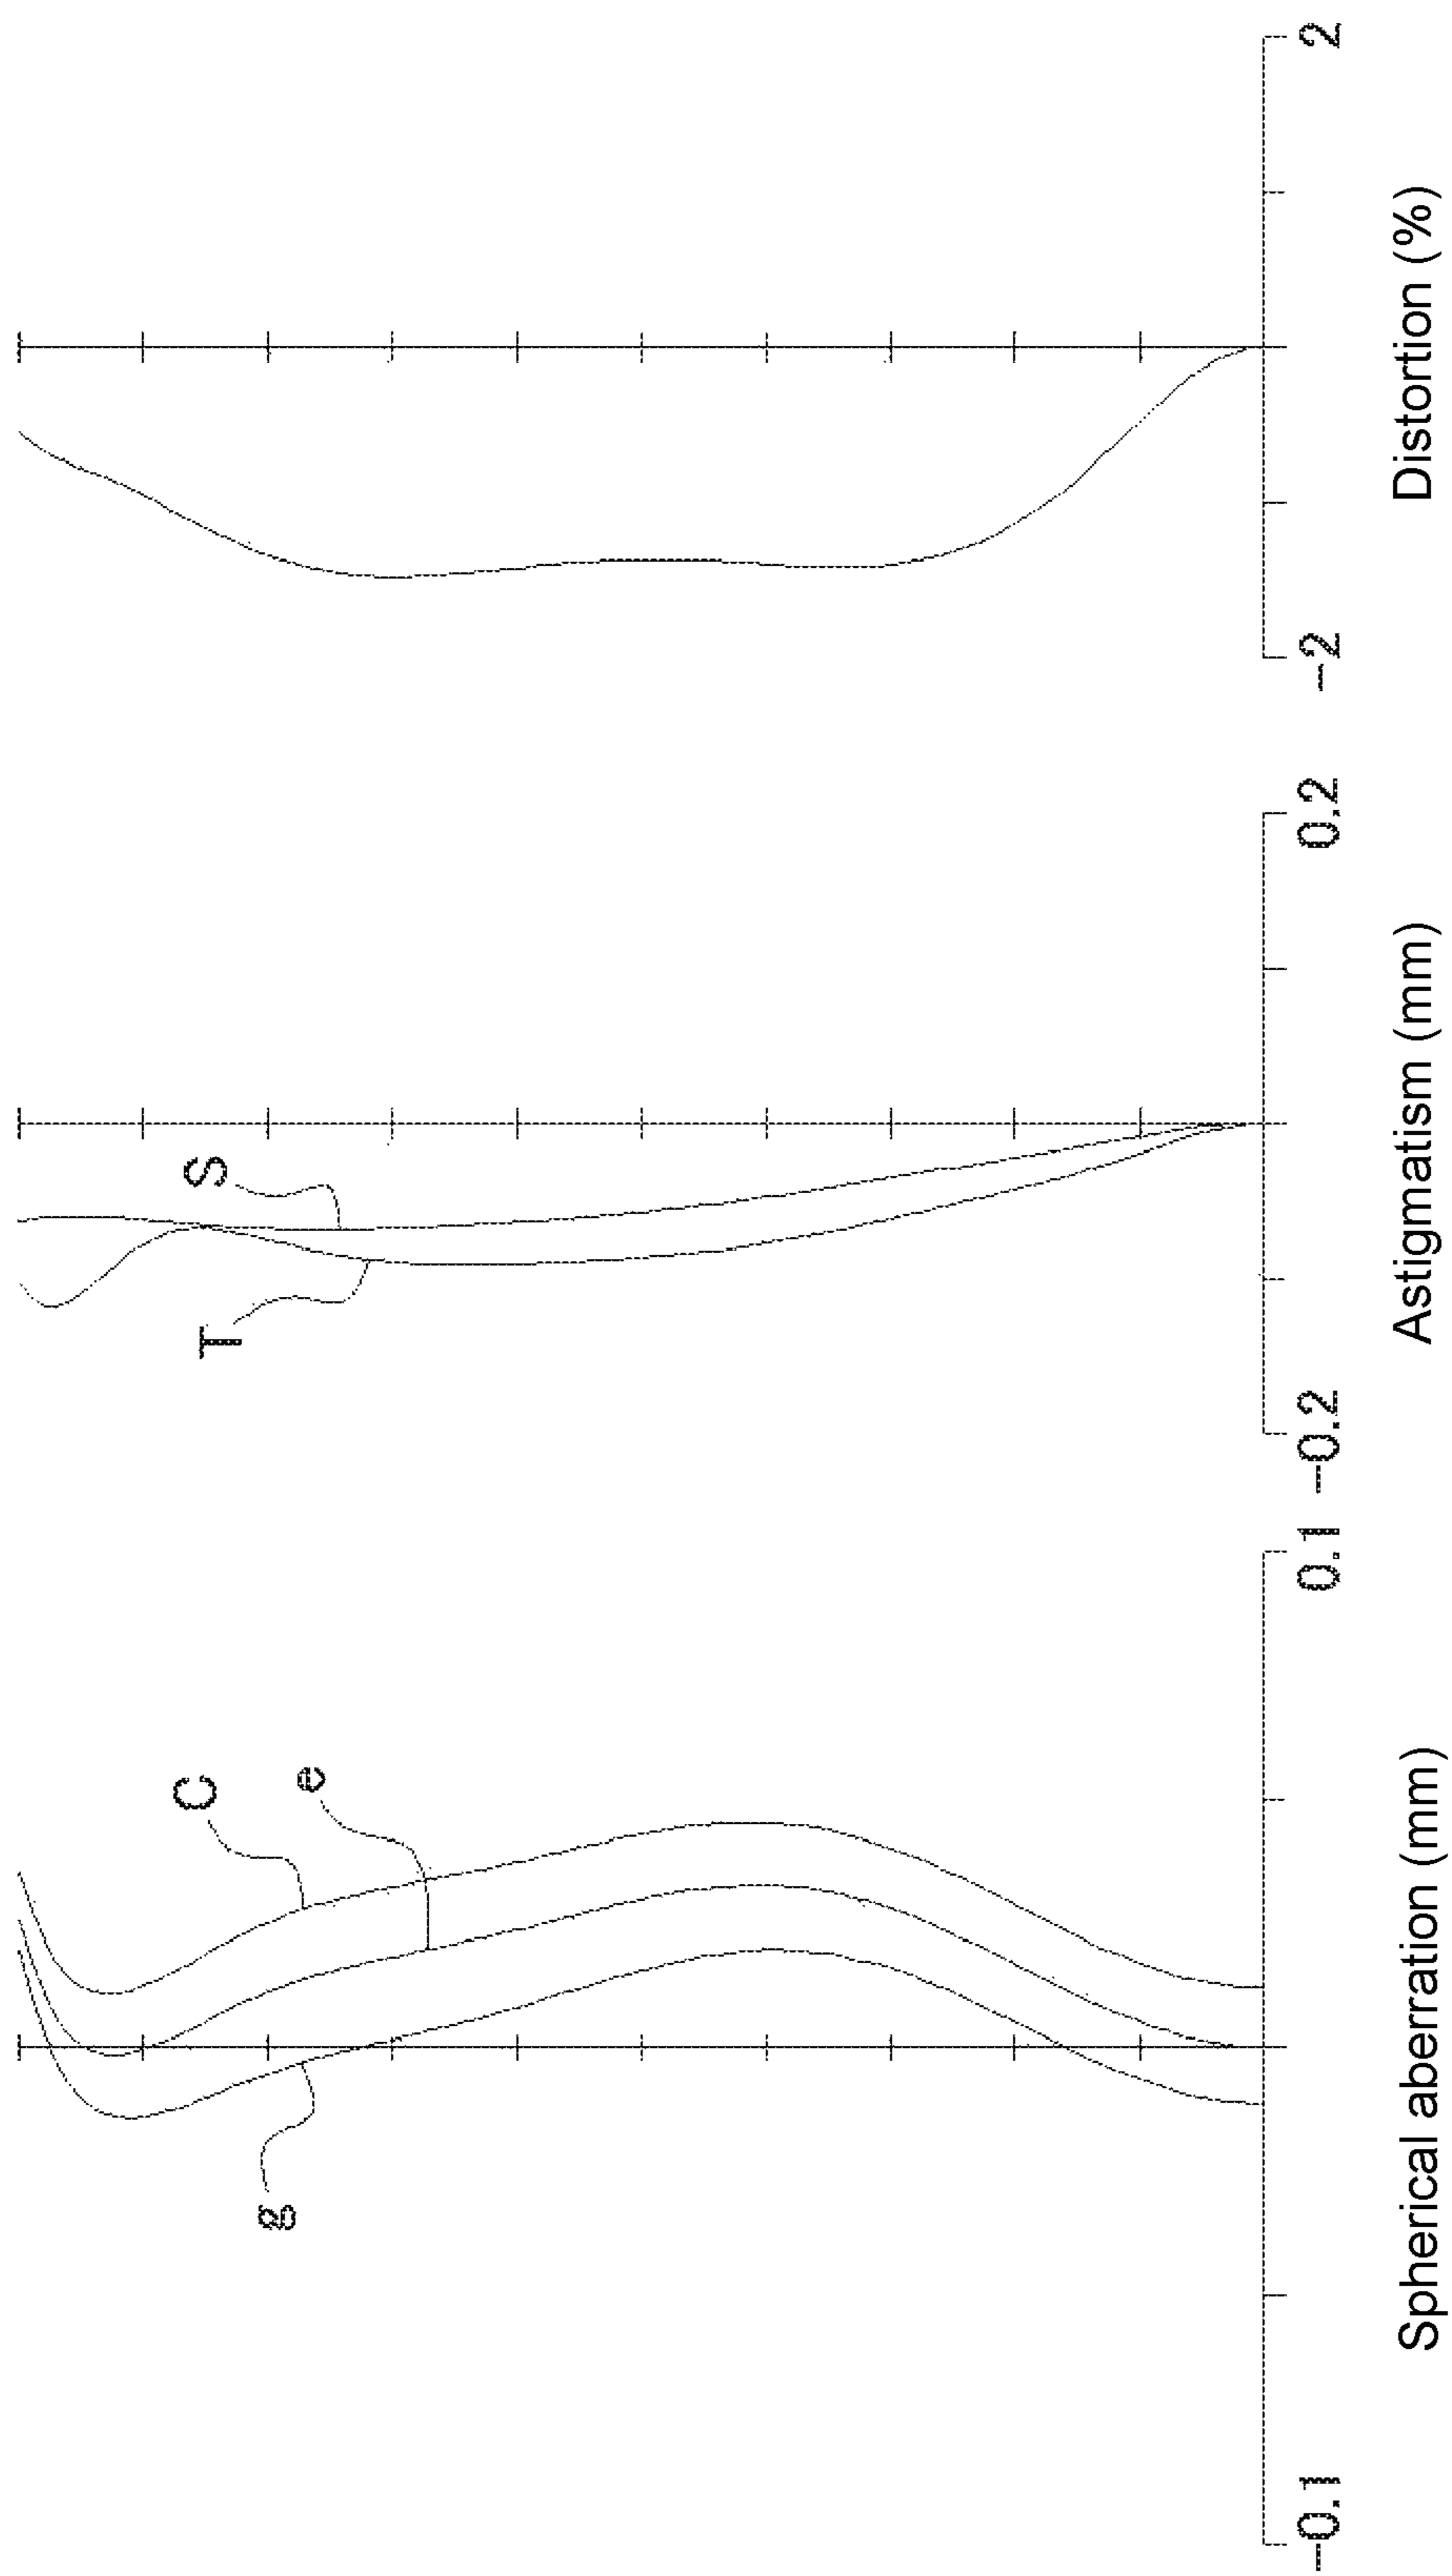 C
e
g
-0.1
0.1
Spherical aberration (mm)
S
T
-0.2
0.2
Astigmatism (mm)
-2
2
Distortion (%)